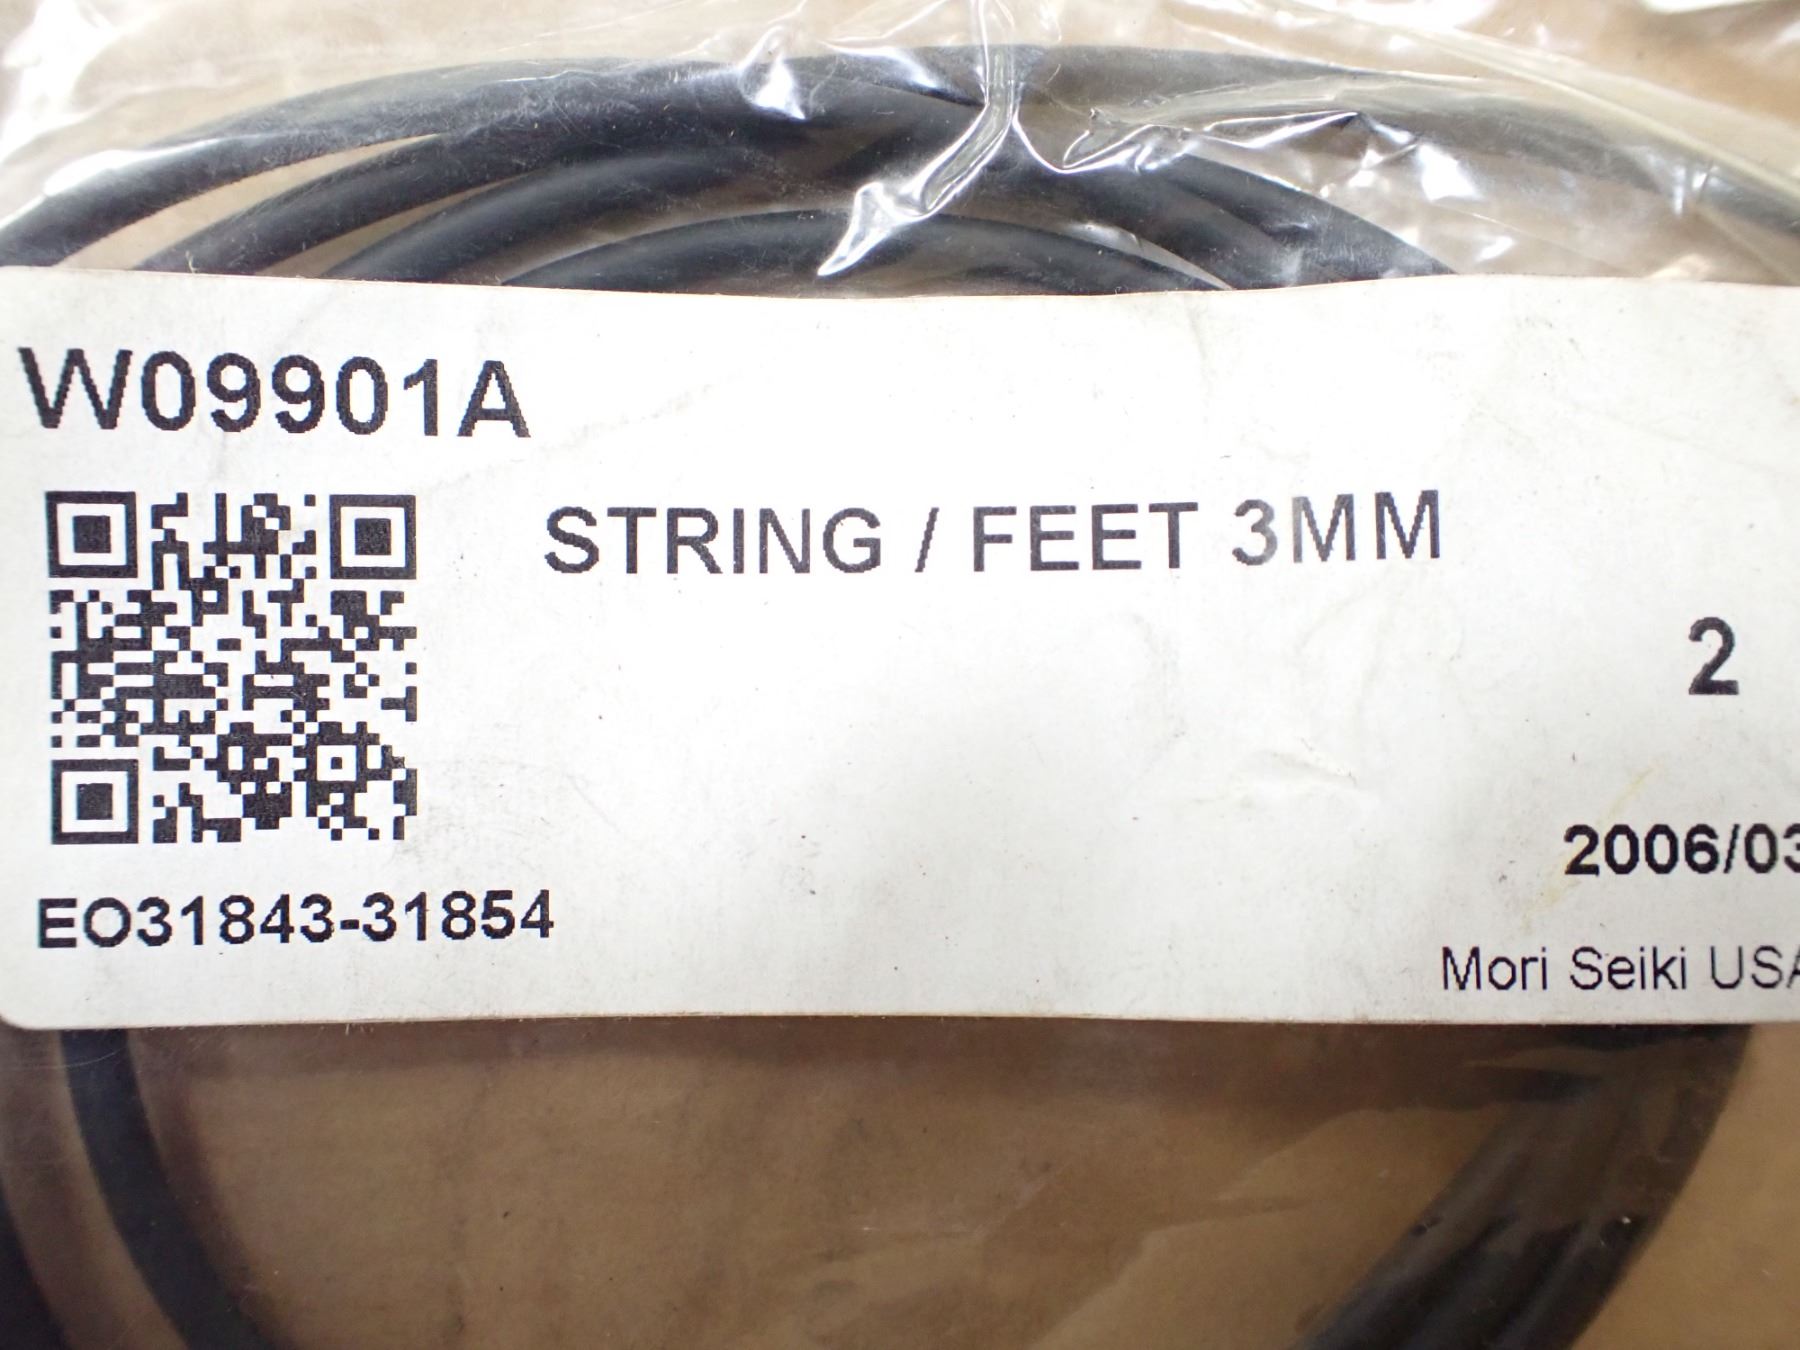 W09901A
STRING / FEET 3MM
2
2006/03
EO31843-31854
Mori Seiki USA